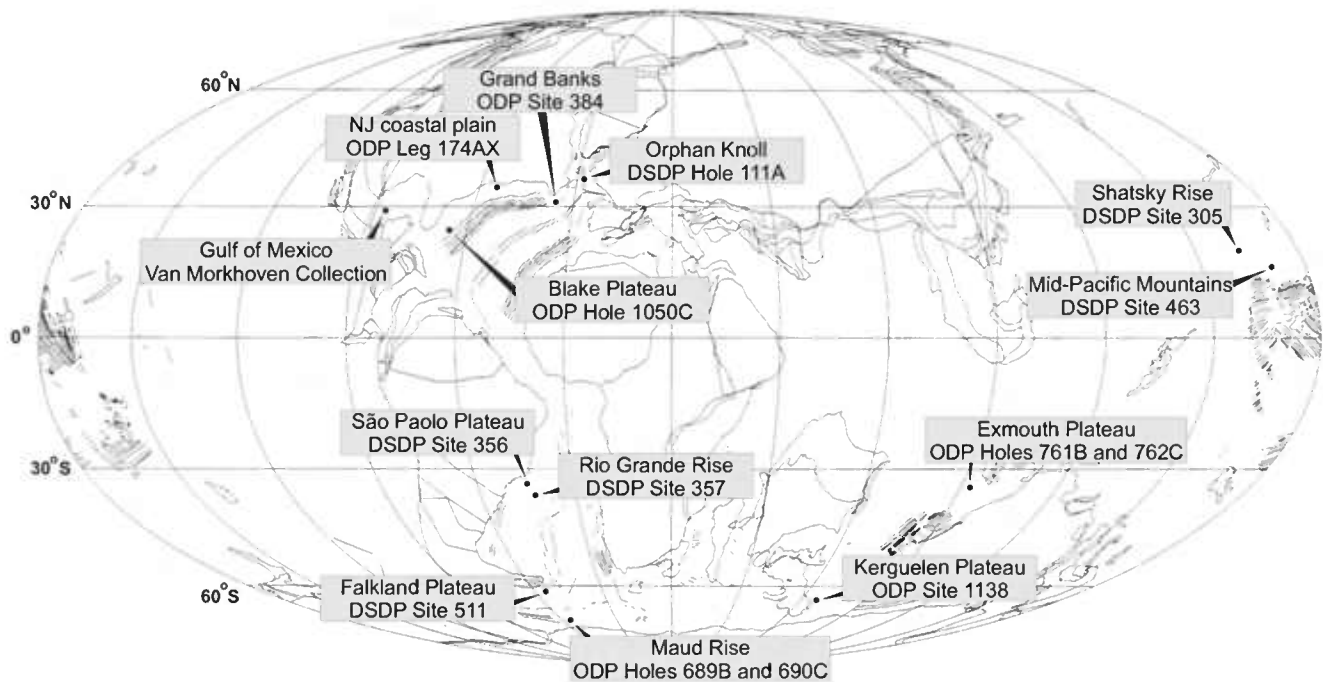 60°N
Grand Banks
ODP Site 384
NJ coastal plain
ODP Leg 174AX
Orphan Knoll
DSDP Hole 111A
Shatsky Rise
DSDP Site 305
30°N
Gulf of Mexico
Van Morkhoven Collection
Blake Plateau
ODP Hole 1050C
Mid-Pacific Mountains
DSDP Site 463
0°
São Paolo Plateau
DSDP Site 356
Exmouth Plateau
ODP Holes 761B and 762C
30°S
Rio Grande Rise
DSDP Site 357
Kerguelen Plateau
ODP Site 1138
60°S
Falkland Plateau
DSDP Site 511
Maud Rise
ODP Holes 689B and 690C